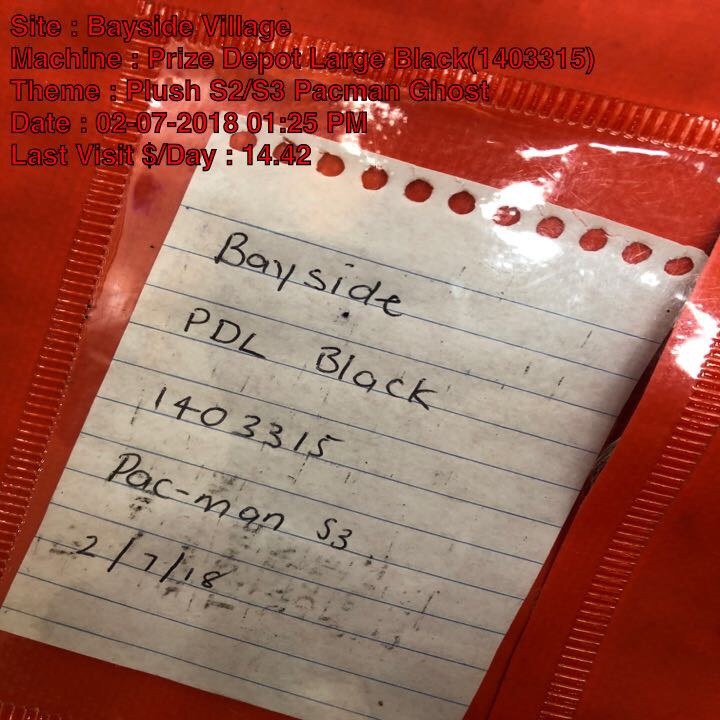 Site : Bayside Village
Machine : Prize Depot Large Black(1403315)
Theme : Plush S2/S3 Pacman Ghost
Date : 02-07-2018 01:25 PM
Last Visit $/Day : 14.42
Bayside
PDL Black
1403315
Pac-man S3
2/7/18